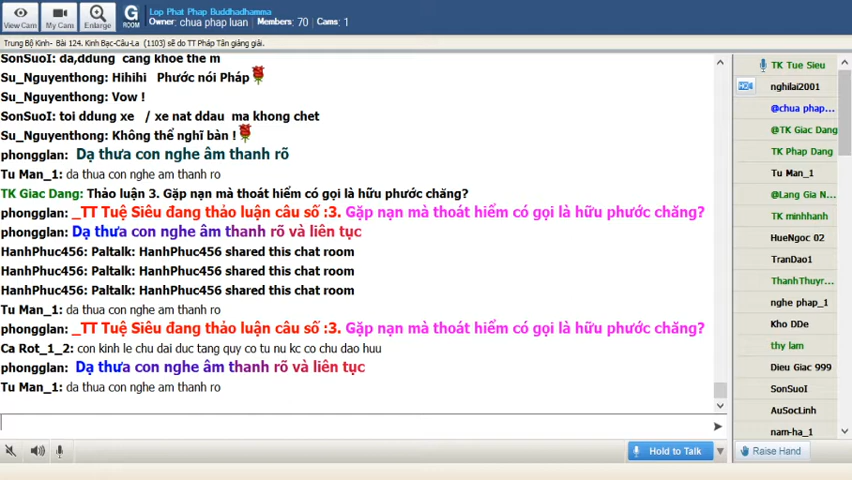 View Cam
My Cam
Enlarge
G
ROOM
Lop Phat Phap Buddhadhamma
Owner: chua phap luan Members: 70 Cams: 1
Trung Bộ Kinh- Bài 124. Kinh Bạc-Câu-La (1103) sẽ do TT Pháp Tân giảng giải.
SonSuoI: da,ddung cang khoe the m
Su_Nguyenthong: Hihihi Phước nói Pháp
Su_Nguyenthong: Vow !
SonSuoI: toi ddung xe / xe nat ddau ma khong chet
Su_Nguyenthong: Không thể nghĩ bàn !
phongglan: Dạ thưa con nghe âm thanh rõ
Tu Man_1: da thua con nghe am thanh ro
TK Giac Dang: Thảo luận 3. Gặp nạn mà thoát hiểm có gọi là hữu phước chăng?
phongglan: _TT Tuệ Siêu đang thảo luận câu số :3. Gặp nạn mà thoát hiểm có gọi là hữu phước chăng?
phongglan: Dạ thưa con nghe âm thanh rõ và liên tục
HanhPhuc456: Paltalk: HanhPhuc456 shared this chat room
HanhPhuc456: Paltalk: HanhPhuc456 shared this chat room
HanhPhuc456: Paltalk: HanhPhuc456 shared this chat room
Tu Man_1: da thua con nghe am thanh ro
phongglan: _TT Tuệ Siêu đang thảo luận câu số :3. Gặp nạn mà thoát hiểm có gọi là hữu phước chăng?
Ca Rot_1_2: con kinh le chu dai duc tang quy co tu nu kc co chu dao huu
phongglan: Dạ thưa con nghe âm thanh rõ và liên tục
Tu Man_1: da thua con nghe am thanh ro
Hold to Talk
TK Tue Sieu
nghilai2001
@chua phap...
@TK Giac Dang
TK Phap Dang
Tu Man_1
@Lang Gia N...
TK minhhanh
HueNgoc 02
TranDao1
ThanhThuyr...
nghe phap_1
Kho DDe
thy lam
Dieu Giac 999
SonSuoI
AuSocLinh
nam-ha_1
Raise Hand